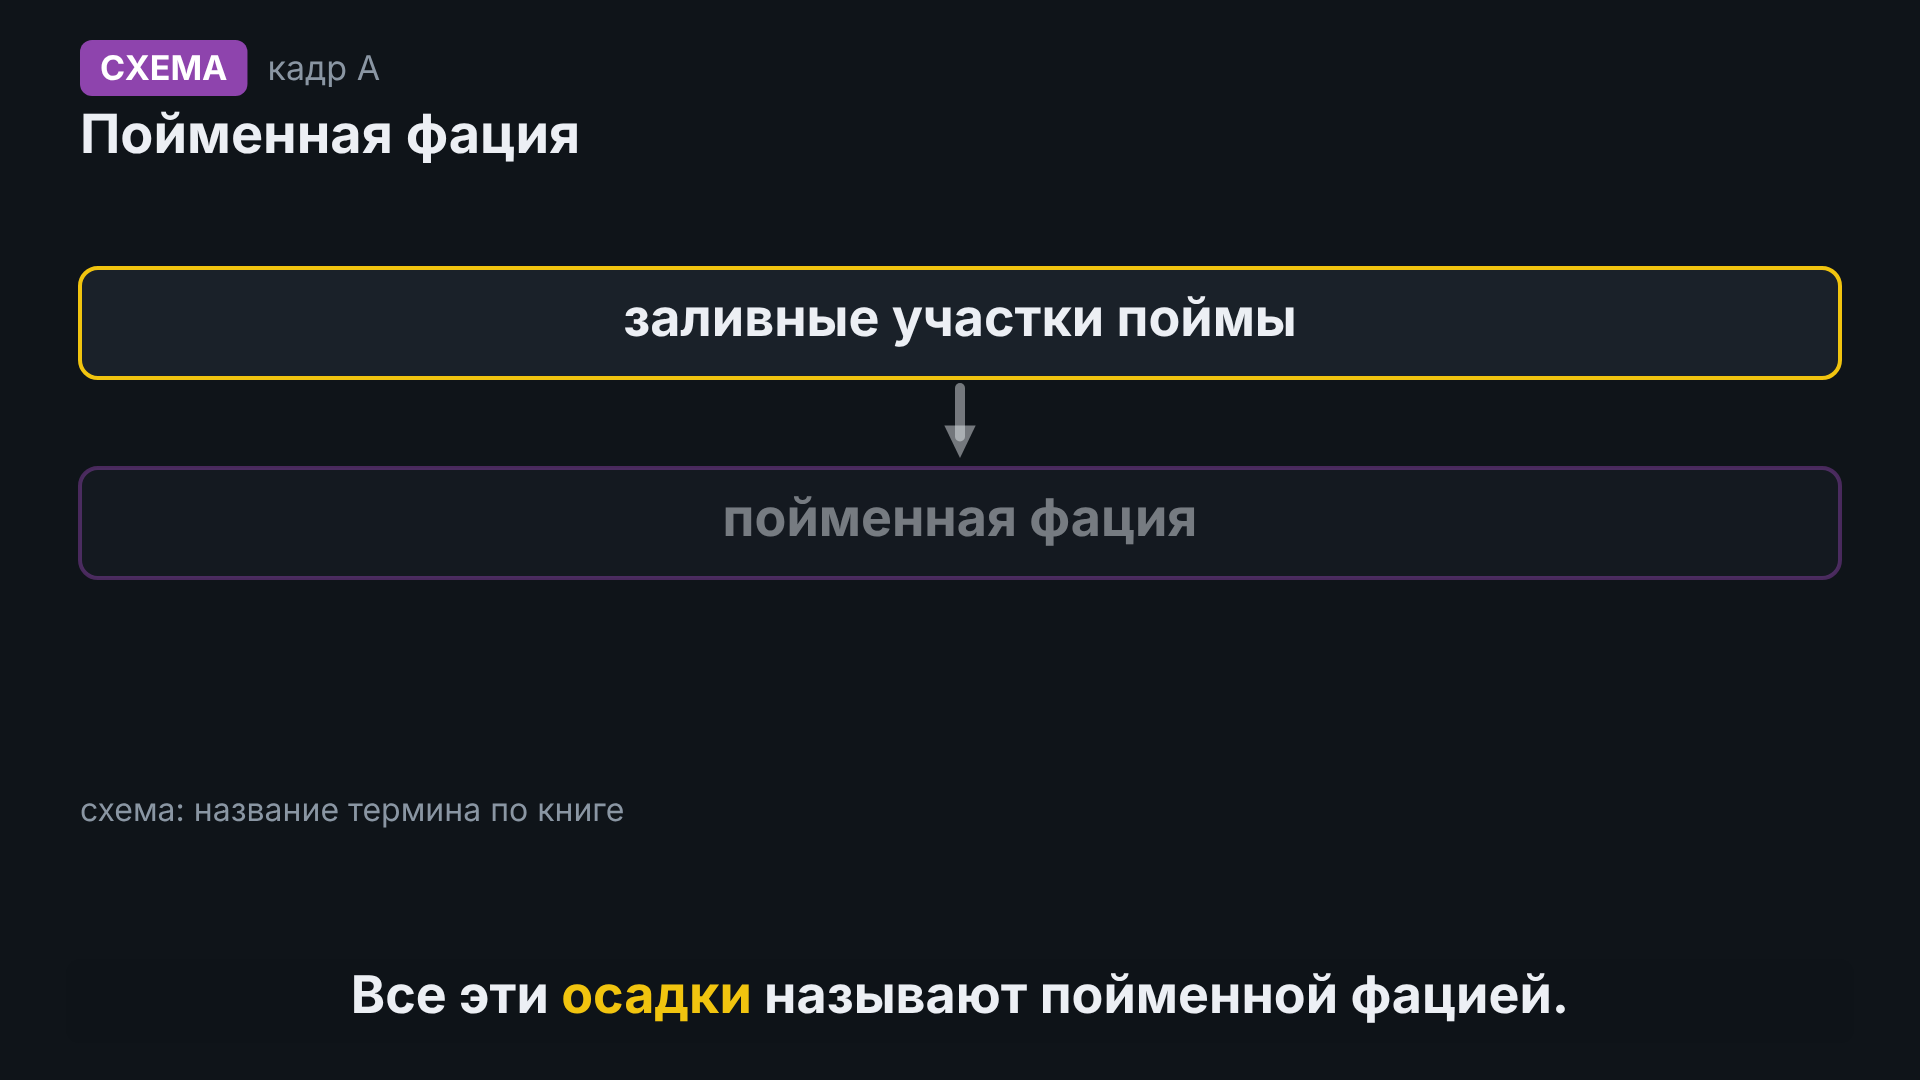 СХЕМА кадр А
Пойменная фация
заливные участки поймы
пойменная фация
схема: название термина по книге
Все эти осадки называют пойменной фацией.